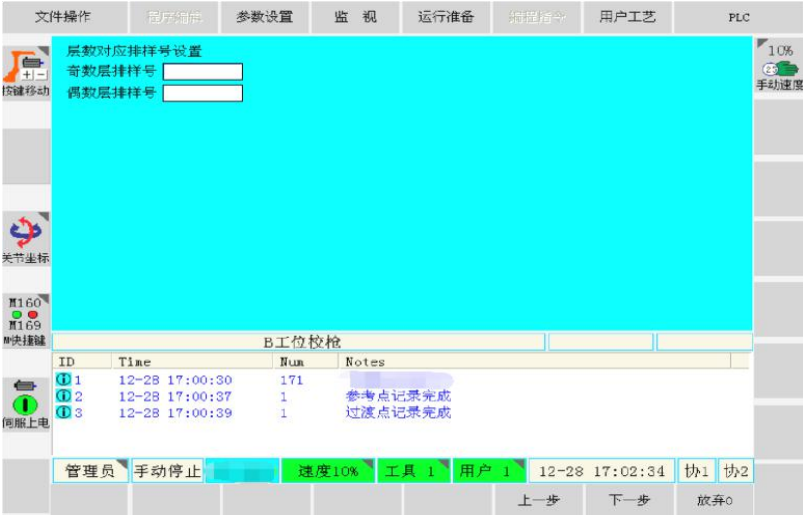 文件操作 程序编辑 参数设置 监 视 运行准备 编程指令 用户工艺 PLC
层数对应排样号设置
奇数层排样号
偶数层排样号
+ -
按键移动
10%
手动速度
关节坐标
M160
M169
M快捷键
伺服上电
B工位校枪
ID Time Num Notes
1 12-28 17:00:30 171
2 12-28 17:00:37 1 参考点记录完成
3 12-28 17:00:39 1 过渡点记录完成
管理员 手动停止 速度10% 工具 1 用户 1 12-28 17:02:34 协1 协2
上一步 下一步 放弃0